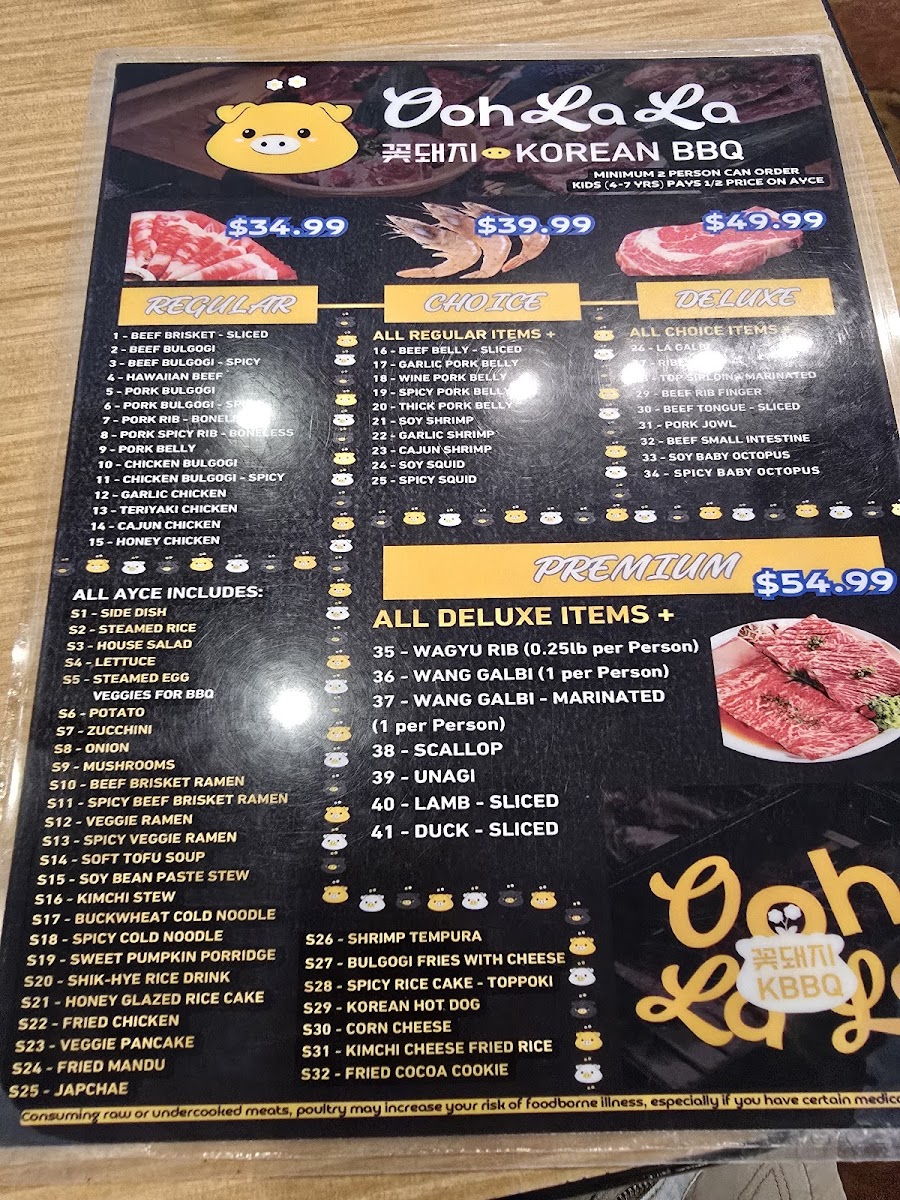 Ooh La La
꽃돼지 KOREAN BBQ
MINIMUM 2 PERSON CAN ORDER
KIDS (4-7 YRS) PAYS 1/2 PRICE ON AYCE
$34.99
$39.99
$49.99
REGULAR
CHOICE
DELUXE
1 - BEEF BRISKET - SLICED
2 - BEEF BULGOGI
3 - BEEF BULGOGI - SPICY
4 - HAWAIIAN BEEF
5 - PORK BULGOGI
6 - PORK BULGOGI -
7 - PORK RIB - BONELESS
8 - PORK SPICY RIB - BONELESS
9 - PORK BELLY
10 - CHICKEN BULGOGI
11 - CHICKEN BULGOGI - SPICY
12 - GARLIC CHICKEN
13 - TERIYAKI CHICKEN
14 - CAJUN CHICKEN
15 - HONEY CHICKEN
ALL REGULAR ITEMS +
16 - BEEF BELLY - SLICED
17 - GARLIC PORK BELLY
18 - WINE PORK BELLY
19 - SPICY PORK BELLY
20 - THICK PORK BELLY
21 - SOY SHRIMP
22 - GARLIC SHRIMP
23 - CAJUN SHRIMP
24 - SOY SQUID
25 - SPICY SQUID
ALL CHOICE ITEMS +
26 - LA GALBI
TOP SIRLOIN - MARINATED
29 - BEEF RIB FINGER
30 - BEEF TONGUE - SLICED
31 - PORK JOWL
32 - BEEF SMALL INTESTINE
33 - SOY BABY OCTOPUS
34 - SPICY BABY OCTOPUS
ALL AYCE INCLUDES:
S1 - SIDE DISH
S2 - STEAMED RICE
S3 - HOUSE SALAD
S4 - LETTUCE
S5 - STEAMED EGG
VEGGIES FOR BBQ
S6 - POTATO
S7 - ZUCCHINI
S8 - ONION
S9 - MUSHROOMS
S10 - BEEF BRISKET RAMEN
S11 - SPICY BEEF BRISKET RAMEN
S12 - VEGGIE RAMEN
S13 - SPICY VEGGIE RAMEN
S14 - SOFT TOFU SOUP
S15 - SOY BEAN PASTE STEW
S16 - KIMCHI STEW
S17 - BUCKWHEAT COLD NOODLE
S18 - SPICY COLD NOODLE
S19 - SWEET PUMPKIN PORRIDGE
S20 - SHIK-HYE RICE DRINK
S21 - HONEY GLAZED RICE CAKE
S22 - FRIED CHICKEN
S23 - VEGGIE PANCAKE
S24 - FRIED MANDU
S25 - JAPCHAE
PREMIUM
$54.99
ALL DELUXE ITEMS +
35 - WAGYU RIB (0.25lb per Person)
36 - WANG GALBI (1 per Person)
37 - WANG GALBI - MARINATED
(1 per Person)
38 - SCALLOP
39 - UNAGI
40 - LAMB - SLICED
41 - DUCK - SLICED
S26 - SHRIMP TEMPURA
S27 - BULGOGI FRIES WITH CHEESE
S28 - SPICY RICE CAKE - TOPPOKI
S29 - KOREAN HOT DOG
S30 - CORN CHEESE
S31 - KIMCHI CHEESE FRIED RICE
S32 - FRIED COCOA COOKIE
Ooh
꽃돼지
KBBQ
La La
Consuming raw or undercooked meats, poultry may increase your risk of foodborne illness, especially if you have certain